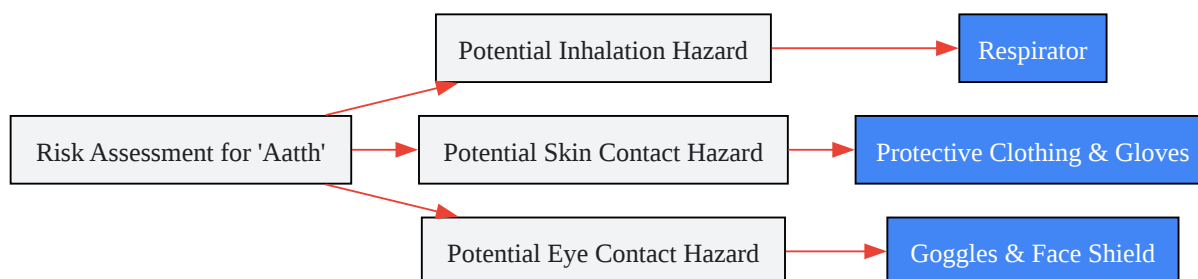 Potential Inhalation Hazard
Respirator
Risk Assessment for 'Aatth'
Potential Skin Contact Hazard
Protective Clothing & Gloves
Potential Eye Contact Hazard
Goggles & Face Shield